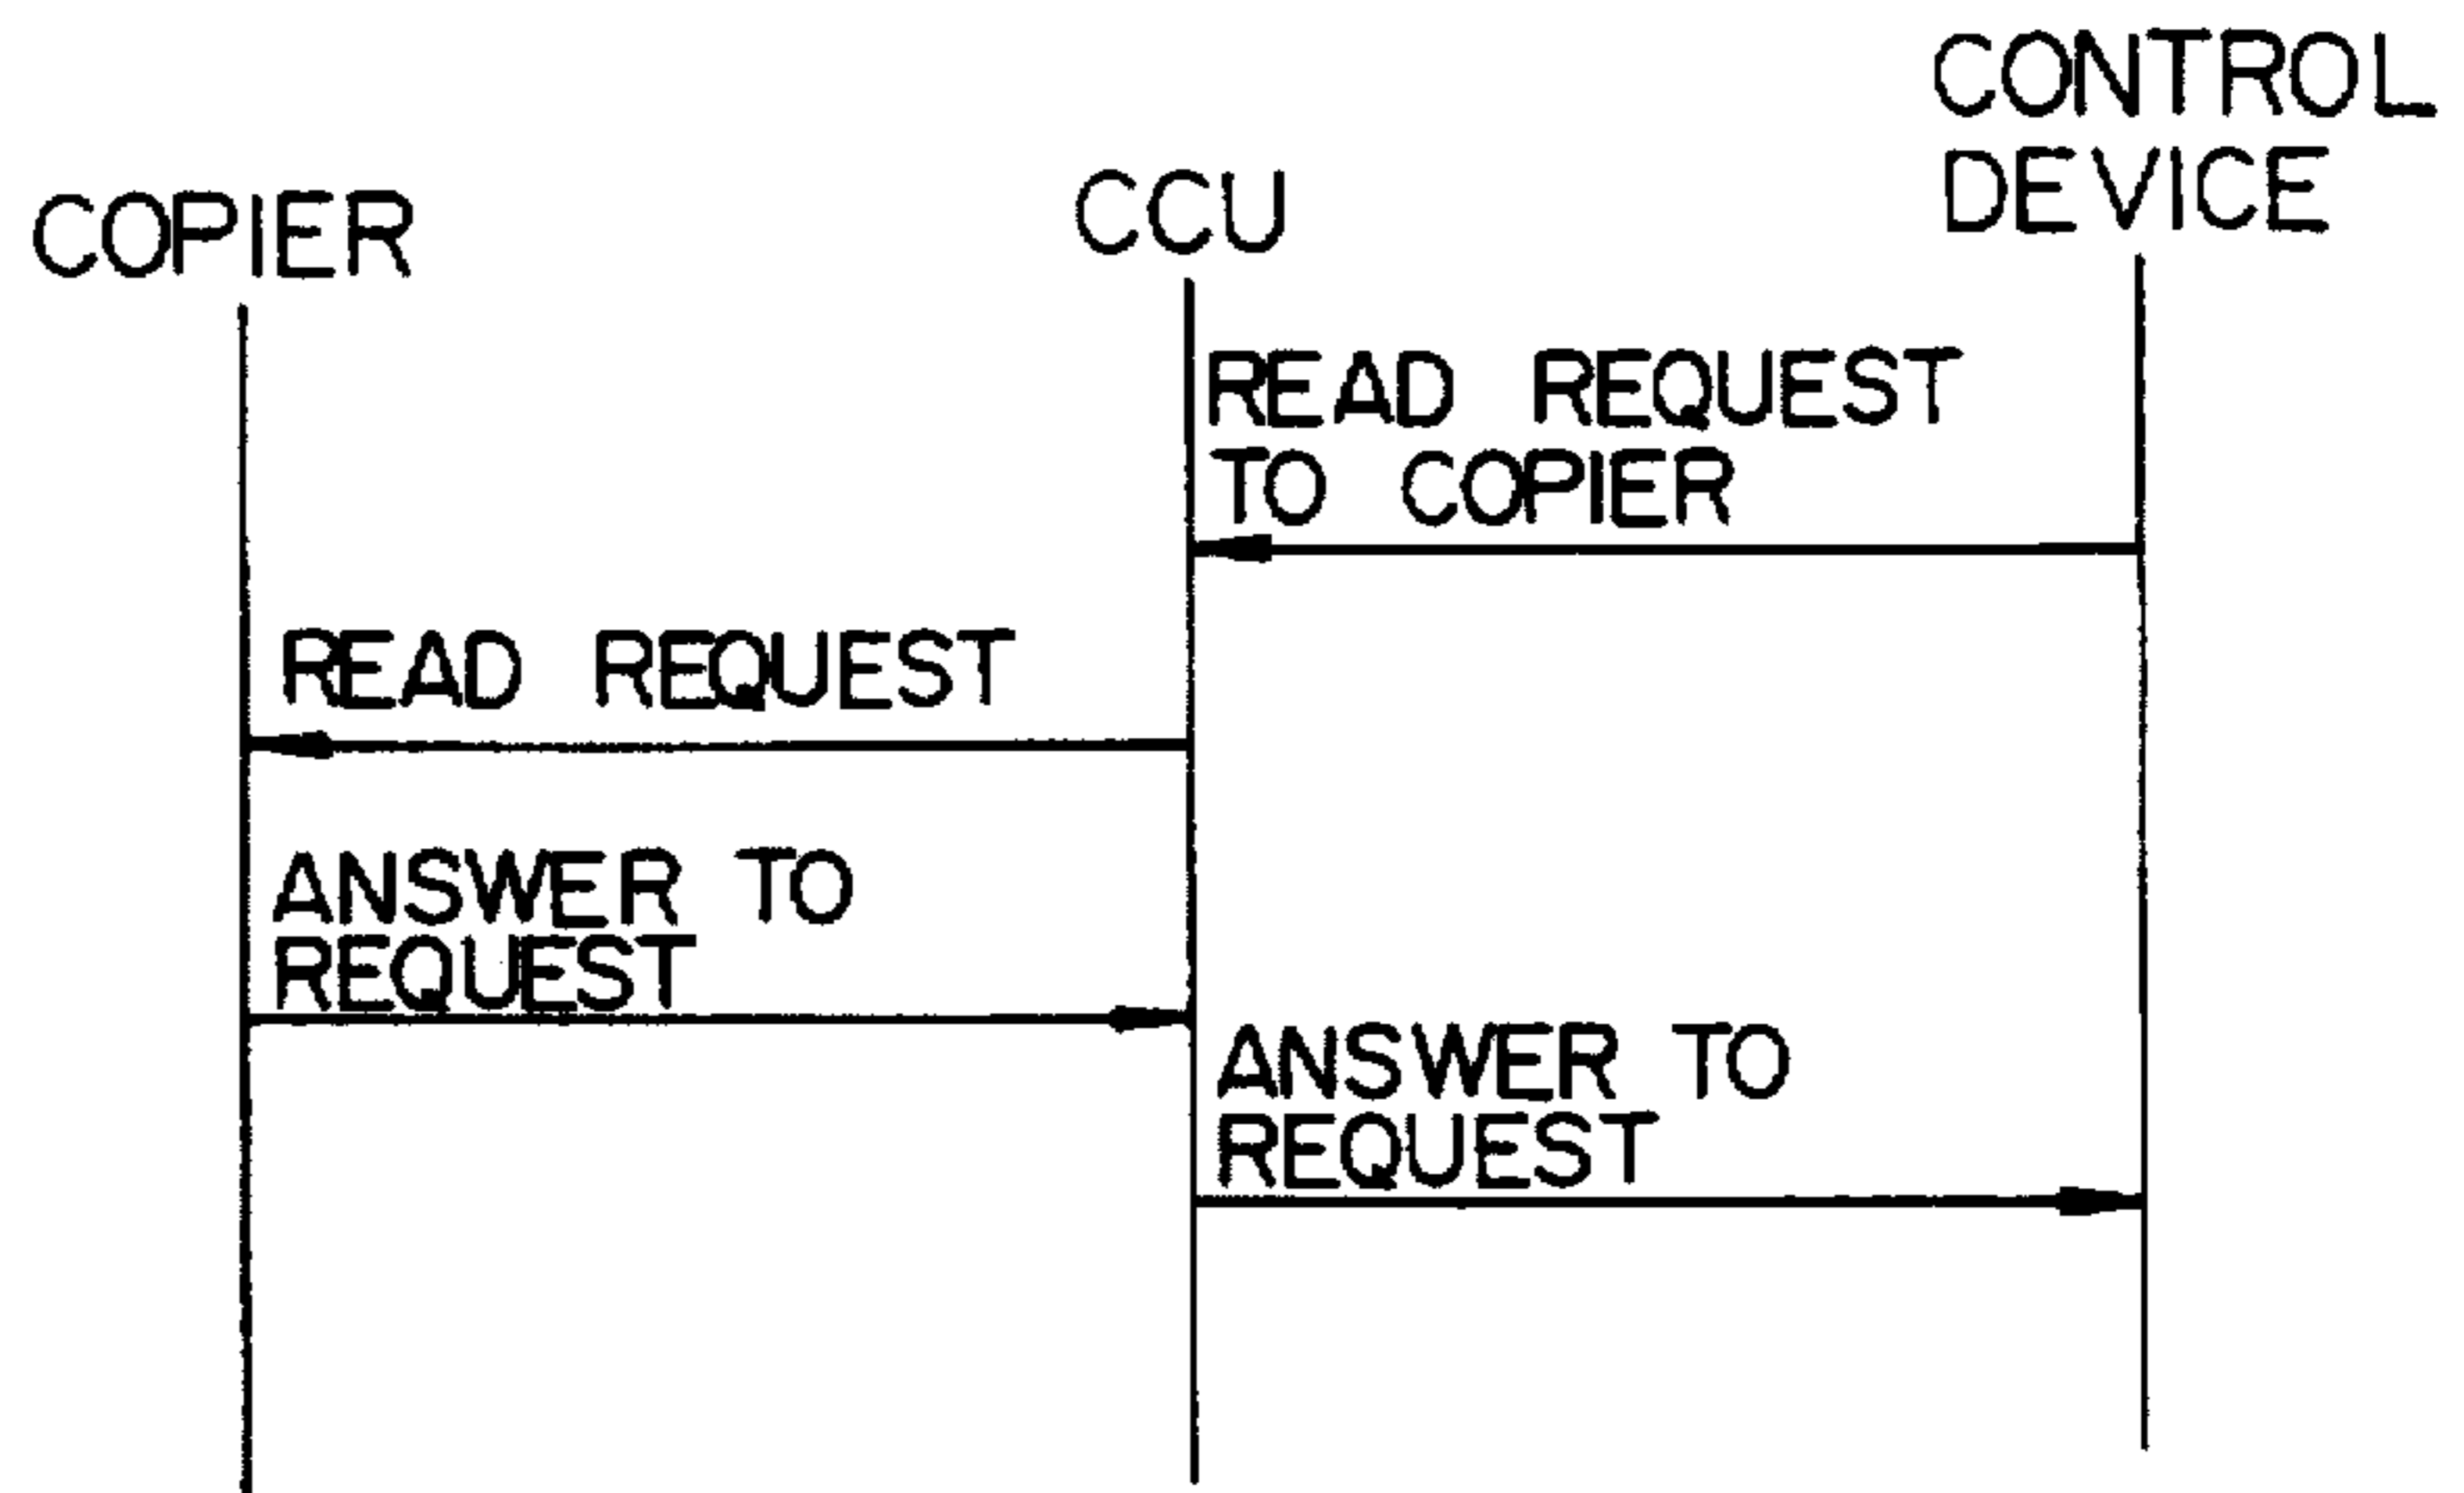 COPIER
CCU
CONTROL
DEVICE
READ REQUEST
TO COPIER
READ REQUEST
ANSWER TO
REQUEST
ANSWER TO
REQUEST